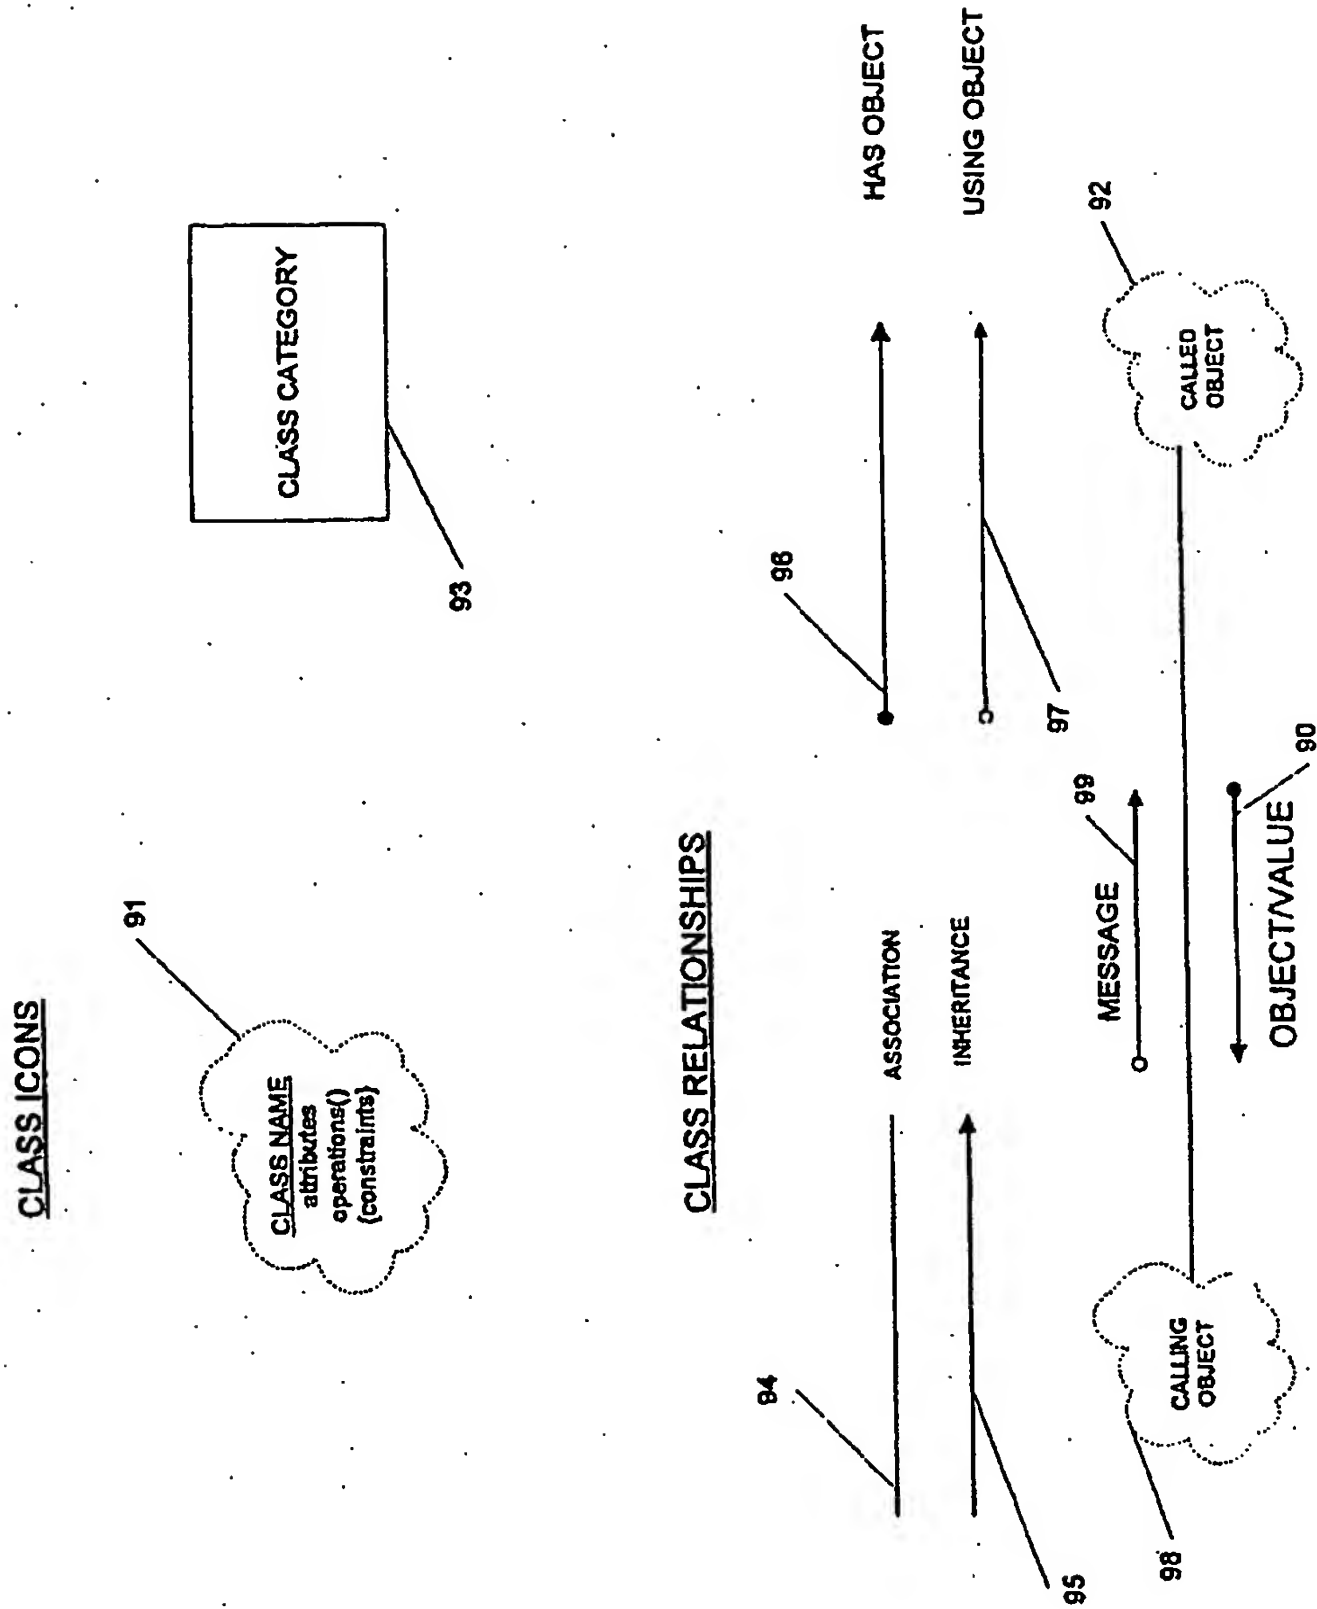 CLASS ICONS
91
CLASS NAME
attributes
operations()
{constraints}
CLASS CATEGORY
93
CLASS RELATIONSHIPS
94
ASSOCIATION
96
HAS OBJECT
95
INHERITANCE
97
USING OBJECT
MESSAGE
99
98
CALLING
OBJECT
92
CALLED
OBJECT
OBJECT/VALUE
90